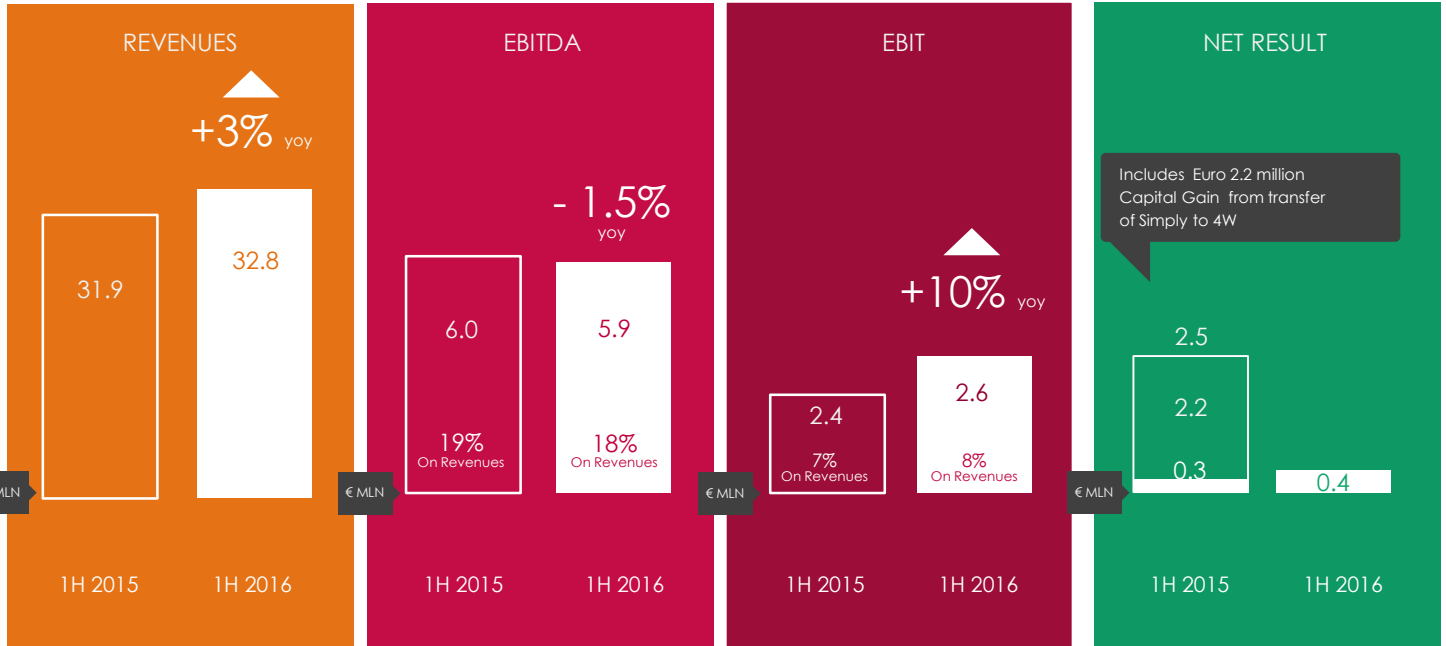 REVENUES
+3% yoy
31.9
32.8
MLN
1H 2015
1H 2016
EBITDA
- 1.5%
yoy
6.0
5.9
19%
On Revenues
18%
On Revenues
€ MLN
1H 2015
1H 2016
EBIT
+10% yoy
2.4
2.6
7%
On Revenues
8%
On Revenues
€ MLN
1H 2015
1H 2016
NET RESULT
Includes Euro 2.2 million
Capital Gain from transfer
of Simply to 4W
2.5
2.2
0.3
0.4
€ MLN
1H 2015
1H 2016